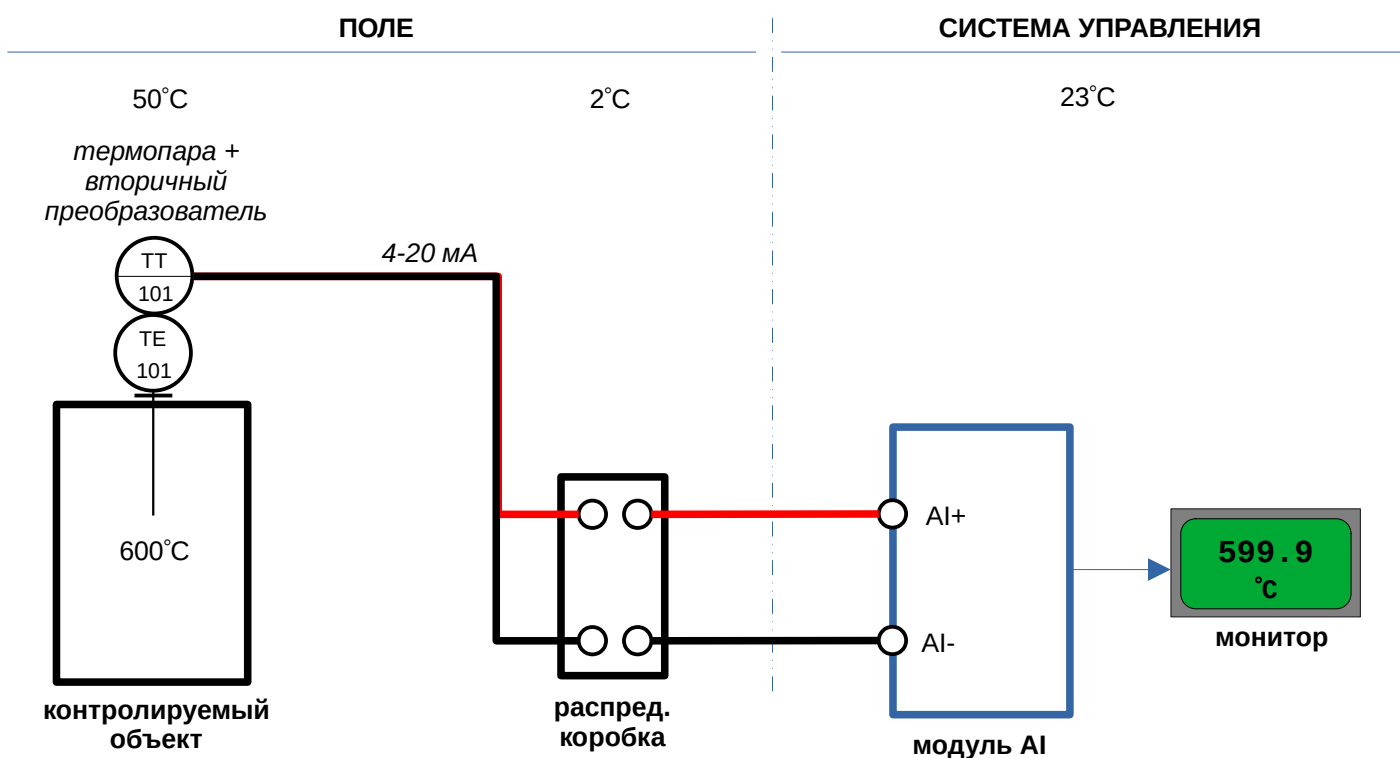 ПОЛЕ
СИСТЕМА УПРАВЛЕНИЯ
50°C
2°C
23°C
термопара +
вторичный
преобразователь
TT
101
4-20 мА
TE
101
600°C
AI+
AI-
599.9
°C
монитор
контролируемый
объект
распред.
коробка
модуль AI